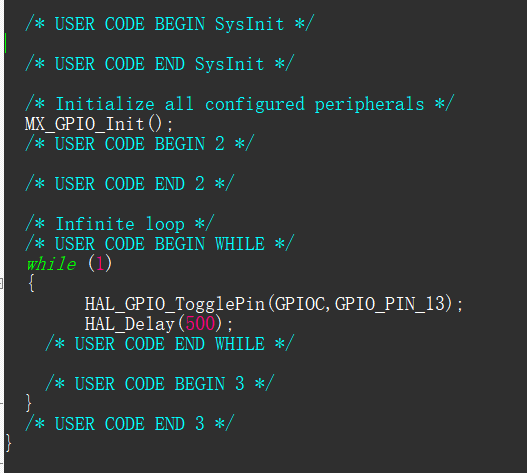 /* USER CODE BEGIN SysInit */
/* USER CODE END SysInit */
/* Initialize all configured peripherals */
MX_GPIO_Init();
/* USER CODE BEGIN 2 */
/* USER CODE END 2 */
/* Infinite loop */
/* USER CODE BEGIN WHILE */
while (1)
{
HAL_GPIO_TogglePin(GPIOC,GPIO_PIN_13);
HAL_Delay(500);
/* USER CODE END WHILE */
/* USER CODE BEGIN 3 */
}
/* USER CODE END 3 */
}